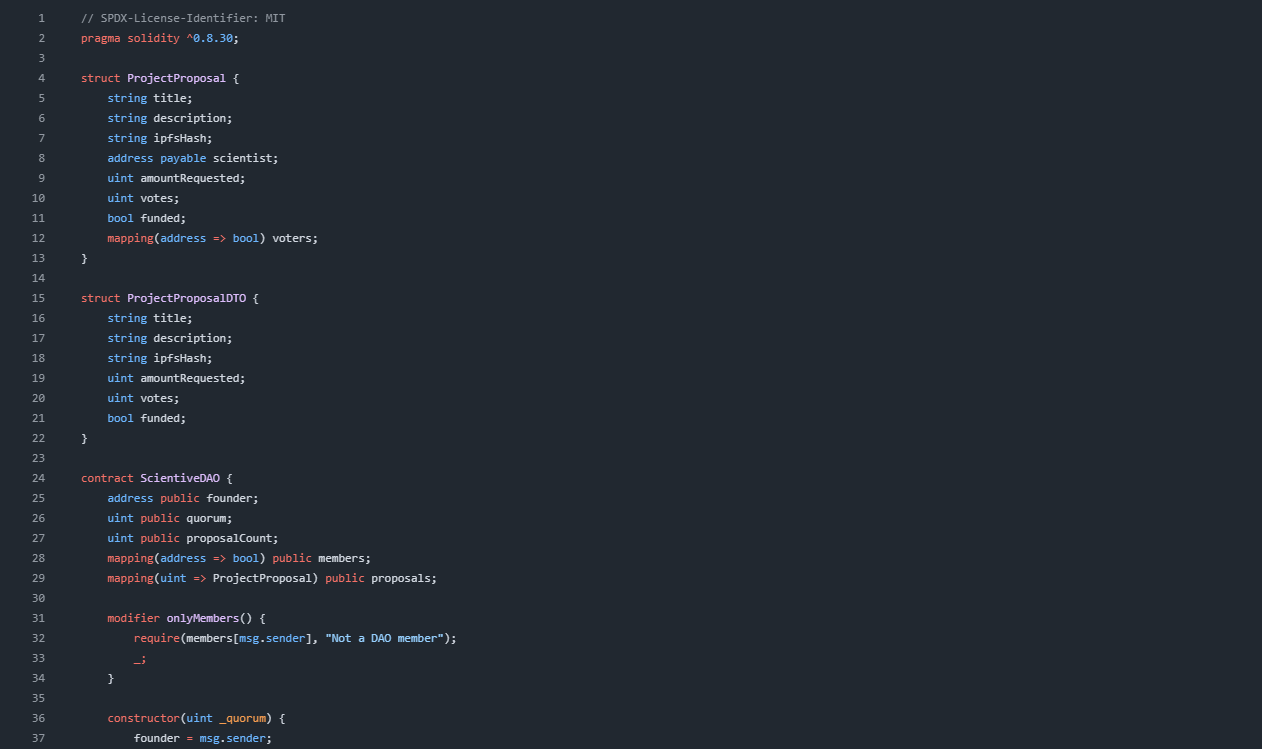 1 // SPDX-License-Identifier: MIT
2 pragma solidity ^0.8.30;
3
4 struct ProjectProposal {
5 string title;
6 string description;
7 string ipfsHash;
8 address payable scientist;
9 uint amountRequested;
10 uint votes;
11 bool funded;
12 mapping(address => bool) voters;
13 }
14
15 struct ProjectProposalDTO {
16 string title;
17 string description;
18 string ipfsHash;
19 uint amountRequested;
20 uint votes;
21 bool funded;
22 }
23
24 contract ScientiveDAO {
25 address public founder;
26 uint public quorum;
27 uint public proposalCount;
28 mapping(address => bool) public members;
29 mapping(uint => ProjectProposal) public proposals;
30
31 modifier onlyMembers() {
32 require(members[msg.sender], "Not a DAO member");
33 _;
34 }
35
36 constructor(uint _quorum) {
37 founder = msg.sender;